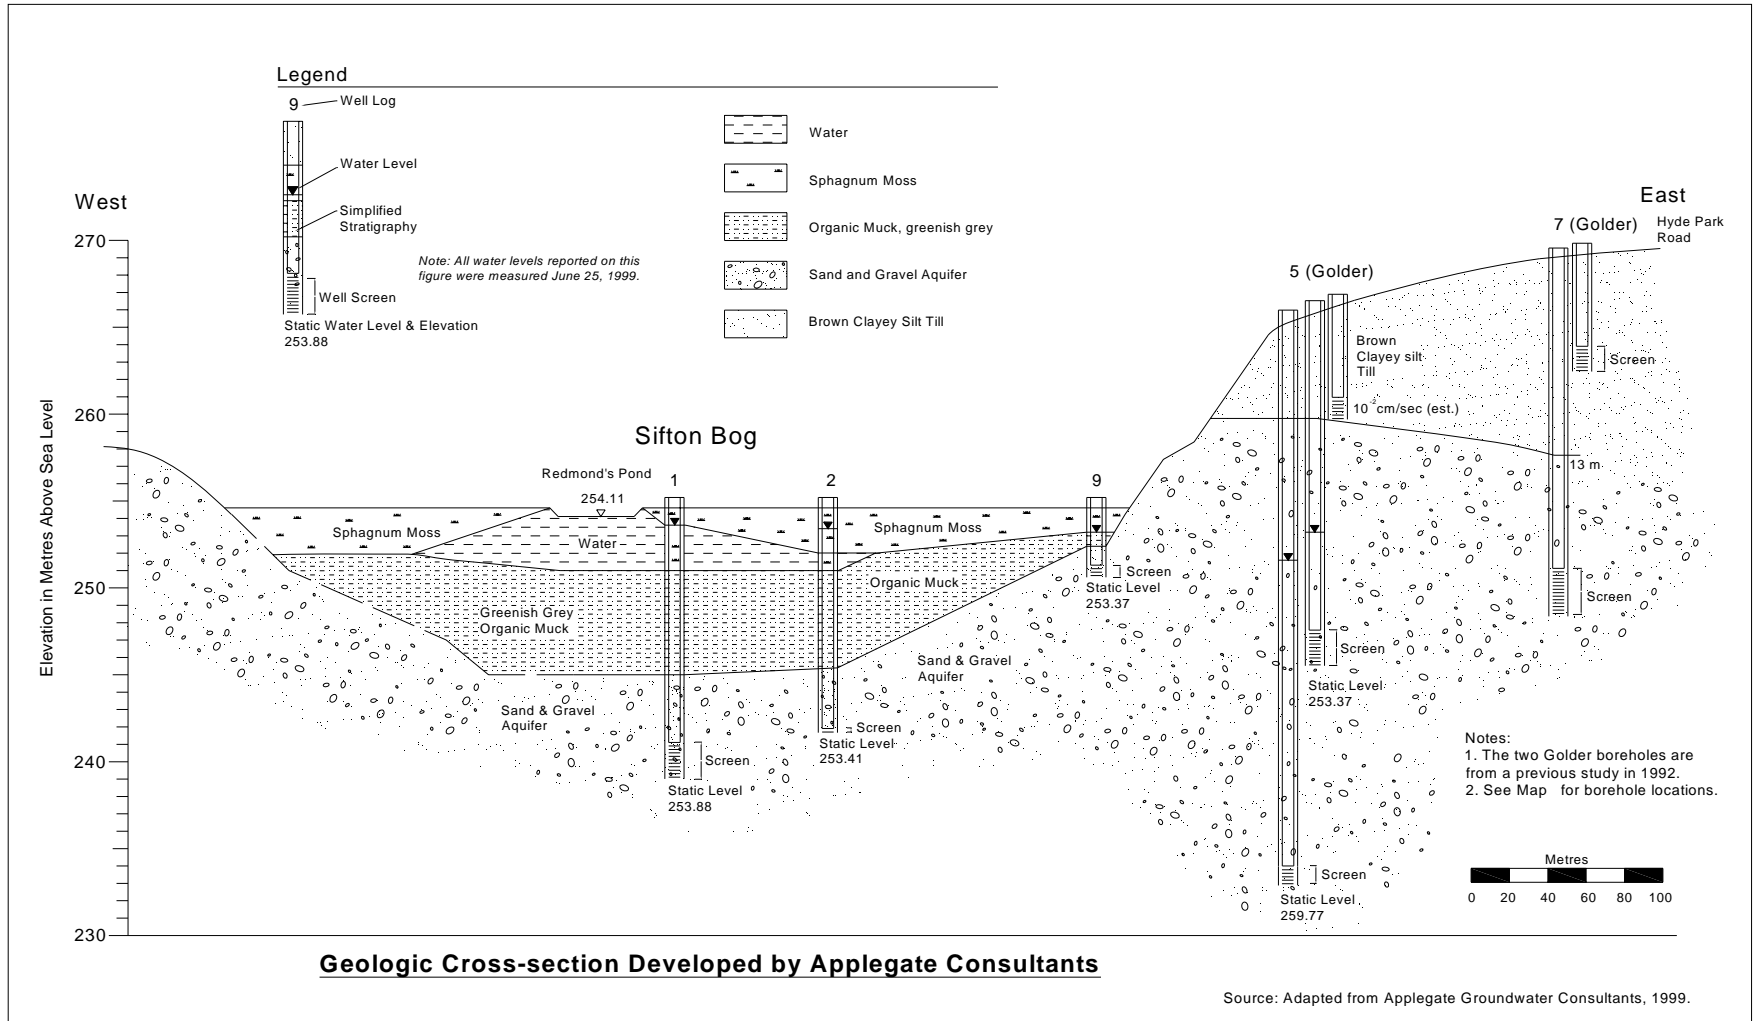 Legend
9
Well Log
Water Level
Simplified
Stratigraphy
Note: All water levels reported on this
figure were measured June 25, 1999.
Well Screen
Static Water Level & Elevation
253.88
Water
Sphagnum Moss
Organic Muck, greenish grey
Sand and Gravel Aquifer
Brown Clayey Silt Till
West
East
270
260
250
240
230
Elevation in Metres Above Sea Level
Hyde Park
Road
7 (Golder)
5 (Golder)
Brown
Clayey silt
Till
Screen
10-2cm/sec (est.)
13 m
Screen
Sifton Bog
Redmond's Pond
254.11
1
2
9
Sphagnum Moss
Water
Sphagnum Moss
Organic Muck
Greenish Grey
Organic Muck
Screen
Static Level
253.37
Sand & Gravel
Aquifer
Sand & Gravel
Aquifer
Screen
Static Level
253.88
Screen
Static Level
253.41
Screen
Static Level
253.37
Screen
Static Level
259.77
Notes:
1. The two Golder boreholes are
from a previous study in 1992.
2. See Map for borehole locations.
Metres
0 20 40 60 80 100
Geologic Cross-section Developed by Applegate Consultants
Source: Adapted from Applegate Groundwater Consultants, 1999.